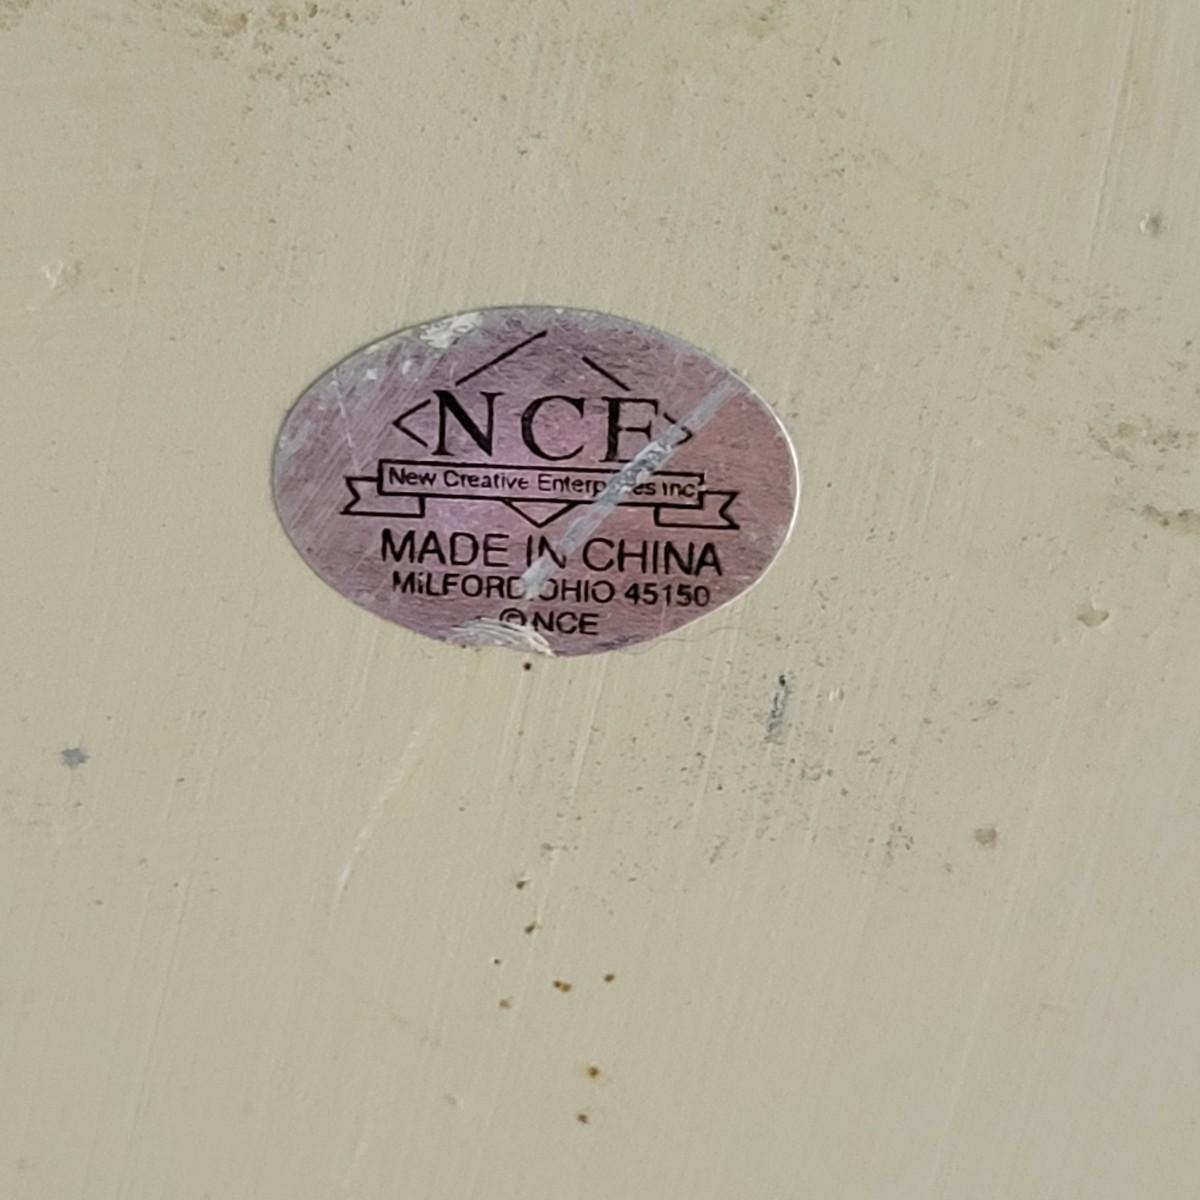 NCE
New Creative Enterprises Inc
MADE IN CHINA
MiLFORD, OHIO 45150
© NCE